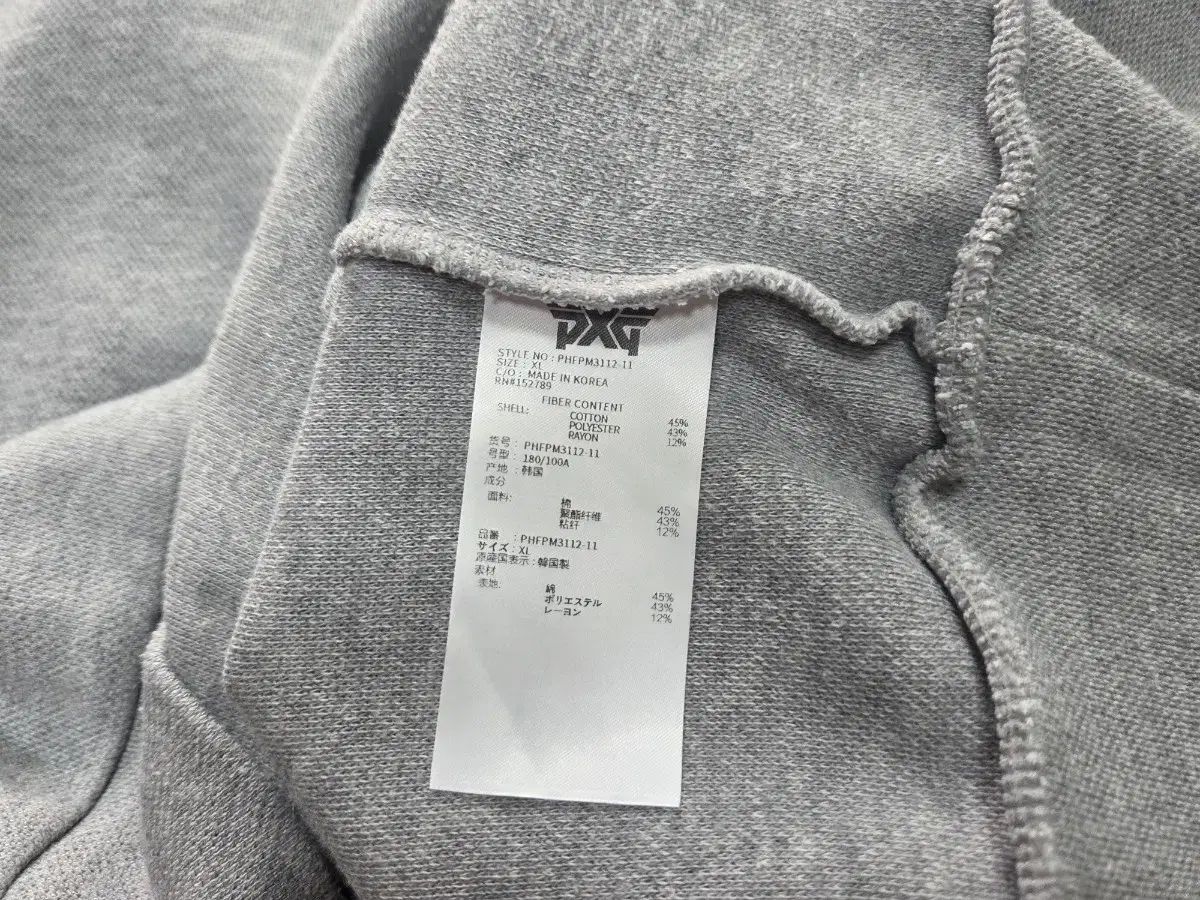 PXG
STYLE NO : PHFPM3112-11
SIZE : XL
C/O : MADE IN KOREA
RN#152789
FIBER CONTENT
SHELL: COTTON 45%
POLYESTER 43%
RAYON 12%
货号 : PHFPM3112-11
号型 : 180/100A
产地 : 韩国
成分
面料: 棉 45%
聚酯纤维 43%
粘纤 12%
品番 : PHFPM3112-11
サイズ : XL
原産国表示 : 韓国製
素材
表地: 綿 45%
ポリエステル 43%
レーヨン 12%